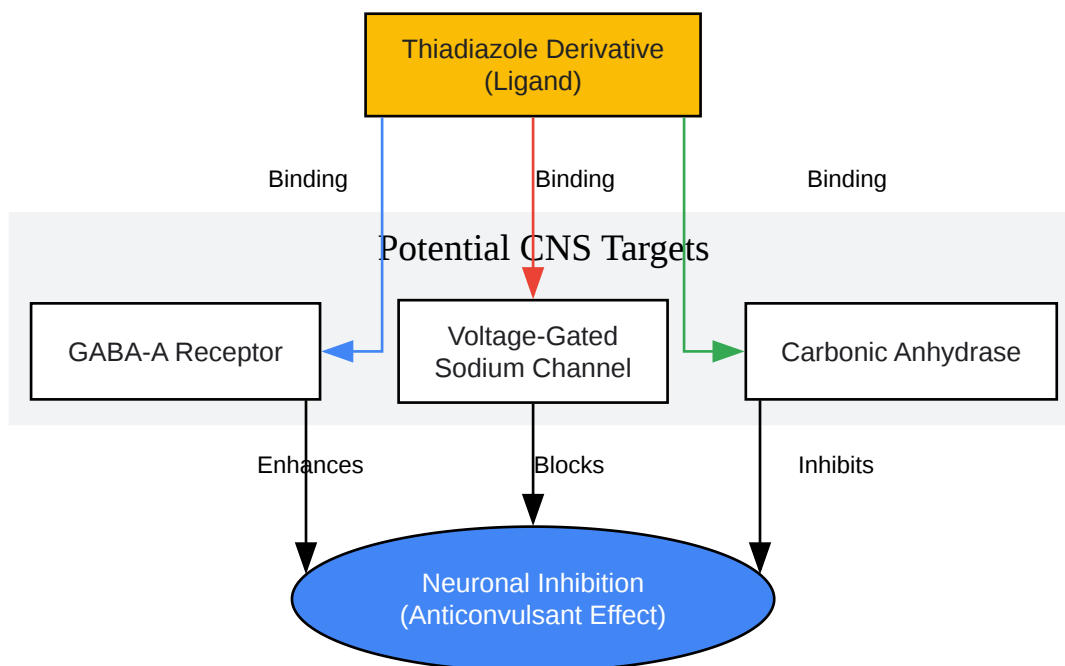 Thiadiazole Derivative
(Ligand)
Binding
Binding
Binding
Potential CNS Targets
GABA-A Receptor
Voltage-Gated
Sodium Channel
Carbonic Anhydrase
Enhances
Blocks
Inhibits
Neuronal Inhibition
(Anticonvulsant Effect)